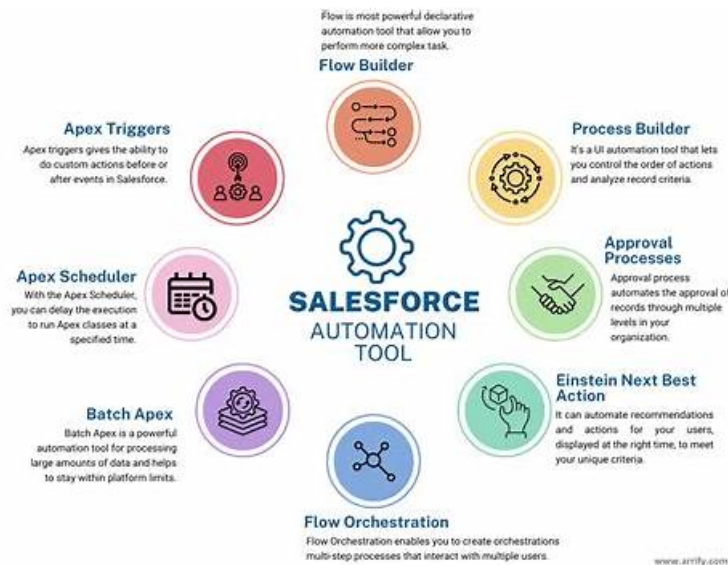 Flow is most powerful declarative
automation tool that allow you to
perform more complex task.
Flow Builder
Apex Triggers
Apex triggers gives the ability to
do custom actions before or
after events in Salesforce.
Process Builder
It's a UI automation tool that lets
you control the order of actions
and analyze record criteria.
Apex Scheduler
With the Apex Scheduler,
you can delay the execution
to run Apex classes at a
specified time.
SALESFORCE
AUTOMATION
TOOL
Approval
Processes
Approval process
automates the approval of
records through multiple
levels in your
organization.
Batch Apex
Batch Apex is a powerful
automation tool for processing
large amounts of data and helps
to stay within platform limits.
Einstein Next Best
Action
It can automate recommendations
and actions for your users,
displayed at the right time, to meet
your unique criteria.
Flow Orchestration
Flow Orchestration enables you to create orchestrations
multi-step processes that interact with multiple users.
www.arrify.com